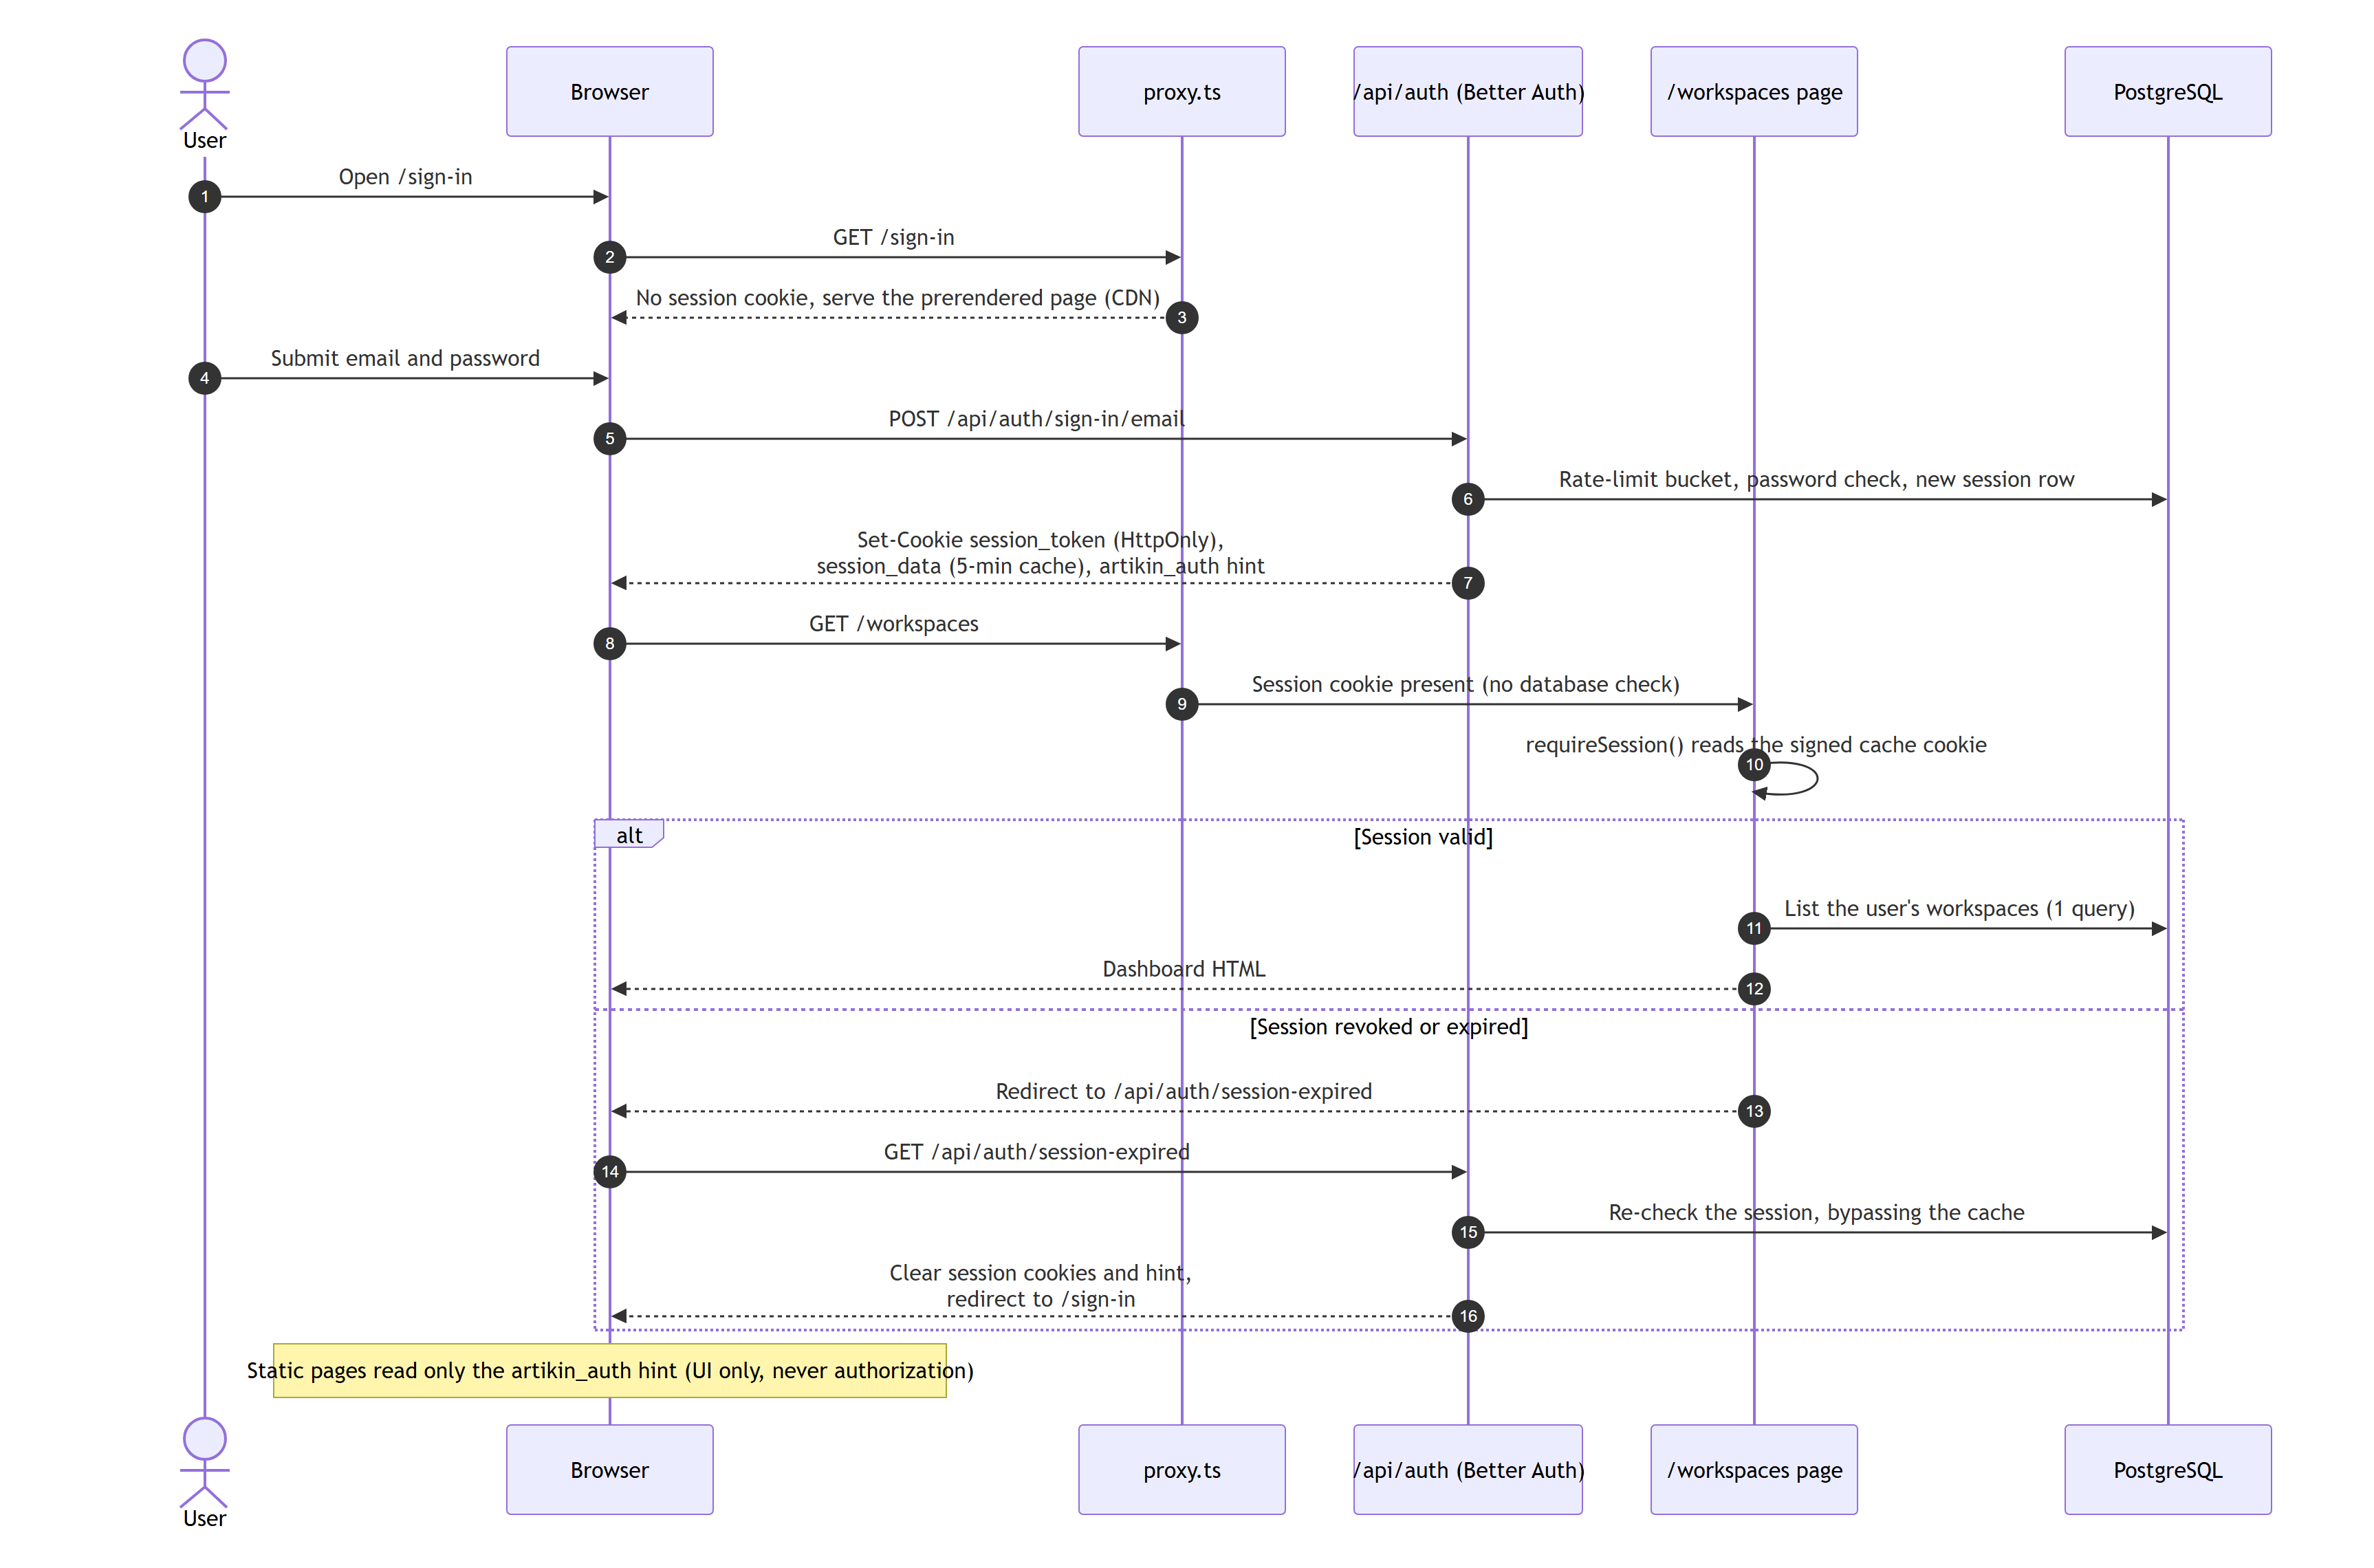 User
Browser
proxy.ts
/api/auth (Better Auth)
/workspaces page
PostgreSQL
1
Open /sign-in
2
GET /sign-in
No session cookie, serve the prerendered page (CDN)
3
4
Submit email and password
5
POST /api/auth/sign-in/email
6
Rate-limit bucket, password check, new session row
Set-Cookie session_token (HttpOnly),
session_data (5-min cache), artikin_auth hint
7
8
GET /workspaces
9
Session cookie present (no database check)
requireSession() reads the signed cache cookie
10
alt
[Session valid]
11
List the user's workspaces (1 query)
Dashboard HTML
12
[Session revoked or expired]
Redirect to /api/auth/session-expired
13
14
GET /api/auth/session-expired
15
Re-check the session, bypassing the cache
Clear session cookies and hint,
redirect to /sign-in
16
Static pages read only the artikin_auth hint (UI only, never authorization)
User
Browser
proxy.ts
/api/auth (Better Auth)
/workspaces page
PostgreSQL